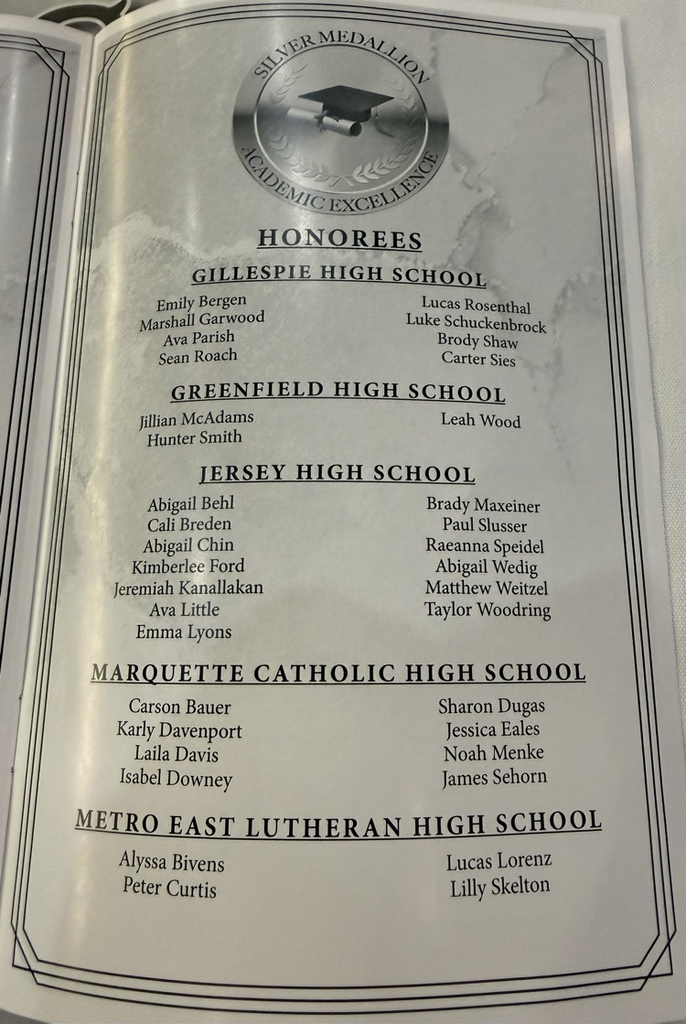 SILVER MEDALLION
ACADEMIC EXCELLENCE
HONOREES
GILLESPIE HIGH SCHOOL
Emily Bergen
Marshall Garwood
Ava Parish
Sean Roach
Lucas Rosenthal
Luke Schuckenbrock
Brody Shaw
Carter Sies
GREENFIELD HIGH SCHOOL
Jillian McAdams
Hunter Smith
Leah Wood
JERSEY HIGH SCHOOL
Abigail Behl
Cali Breden
Abigail Chin
Kimberlee Ford
Jeremiah Kanallakan
Ava Little
Emma Lyons
Brady Maxeiner
Paul Slusser
Raeanna Speidel
Abigail Wedig
Matthew Weitzel
Taylor Woodring
MARQUETTE CATHOLIC HIGH SCHOOL
Carson Bauer
Karly Davenport
Laila Davis
Isabel Downey
Sharon Dugas
Jessica Eales
Noah Menke
James Sehorn
METRO EAST LUTHERAN HIGH SCHOOL
Alyssa Bivens
Peter Curtis
Lucas Lorenz
Lilly Skelton